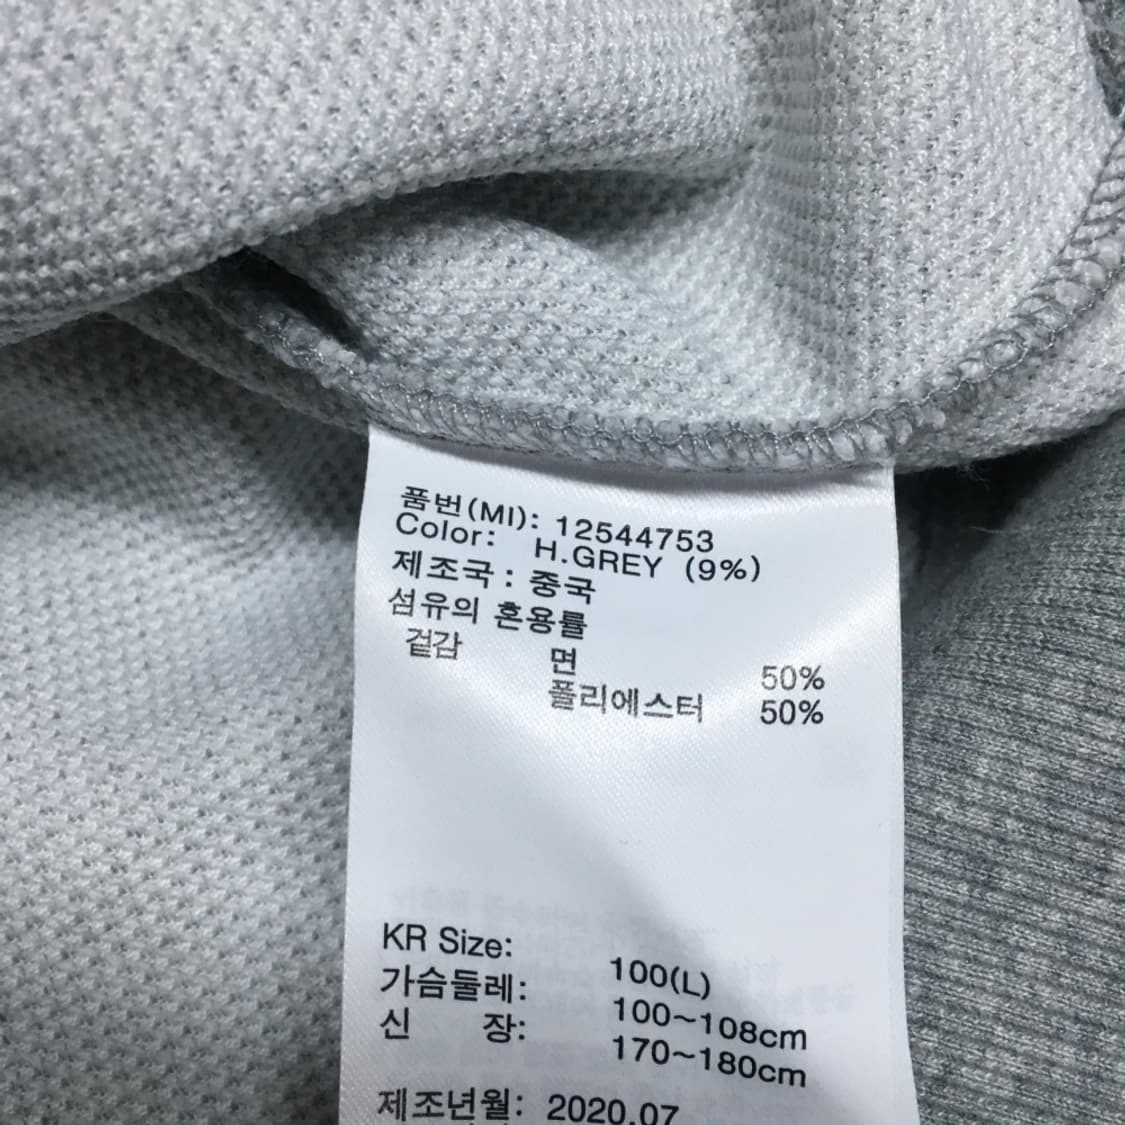 품번(MI): 12544753
Color: H.GREY (9%)
제조국 : 중국
섬유의 혼용률
겉감 면 50%
폴리에스터 50%
KR Size: 100(L)
가슴둘레: 100~108cm
신 장: 170~180cm
제조년월: 2020.07